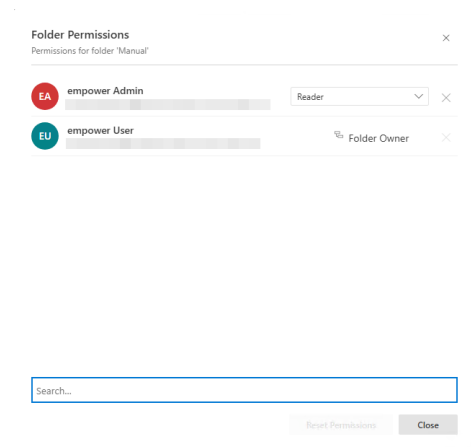 Folder Permissions
Permissions for folder 'Manual'
EA
empower Admin
Reader
EU
empower User
Folder Owner
Search...
Reset Permissions
Close